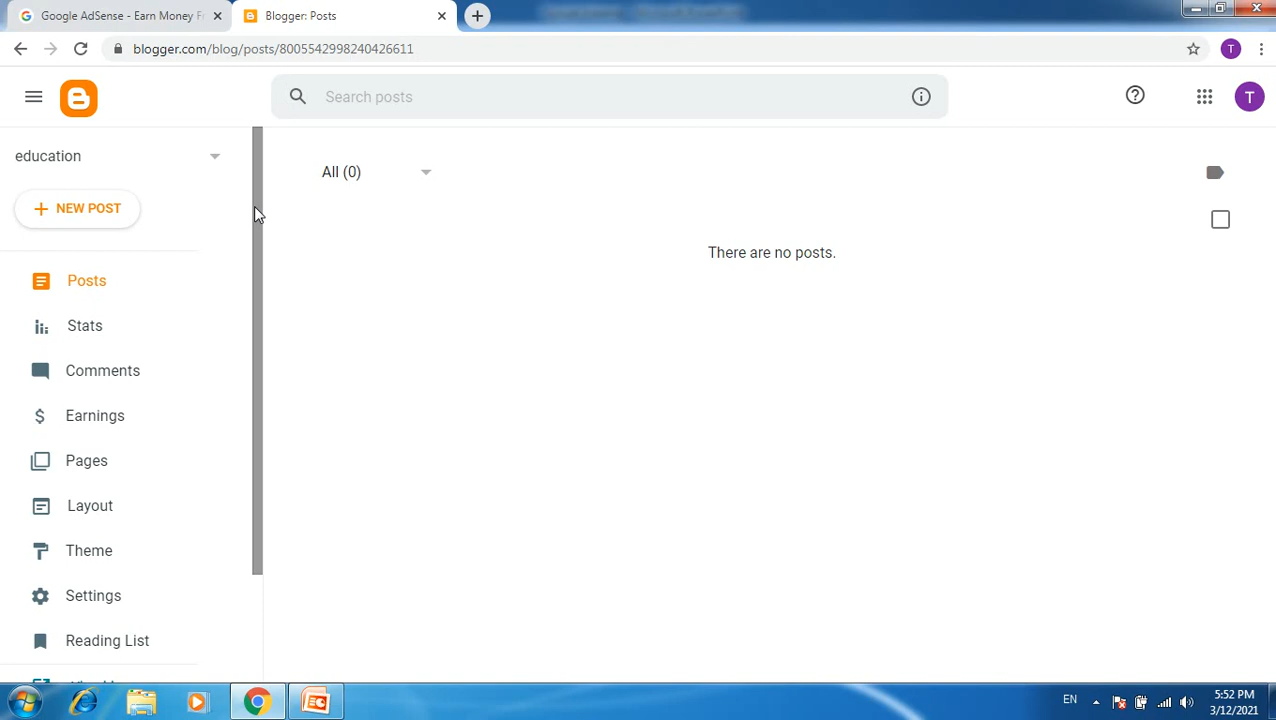 Google AdSense - Earn Money Fr
Blogger: Posts
blogger.com/blog/posts/8005542998240426611
T
Search posts
T
education
All (0)
NEW POST
There are no posts.
Posts
Stats
Comments
Earnings
Pages
Layout
Theme
Settings
Reading List
EN
5:52 PM
3/12/2021